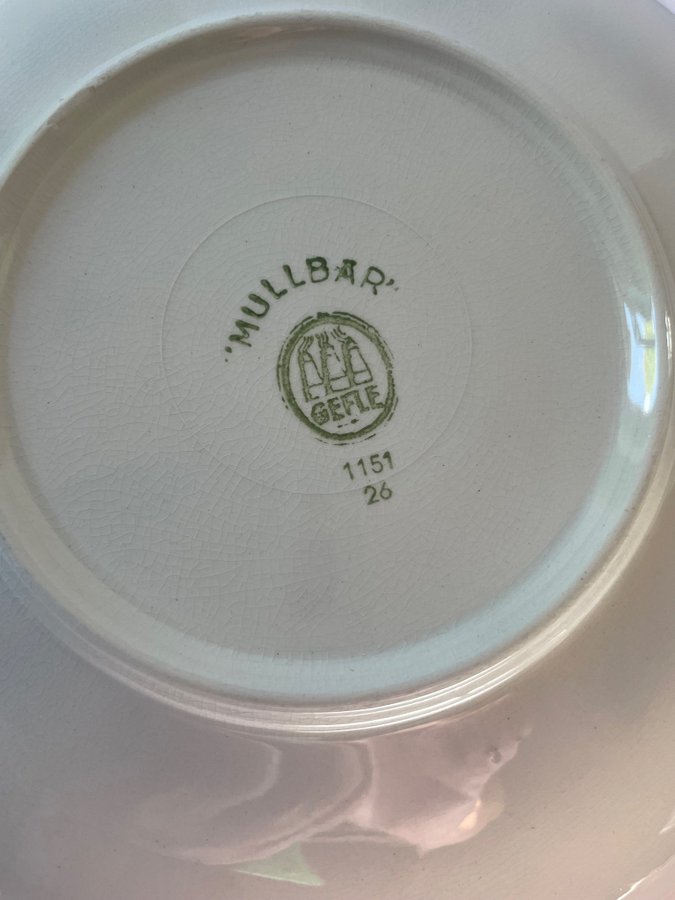 "MULLBÄR"
GEFLE
1151
26